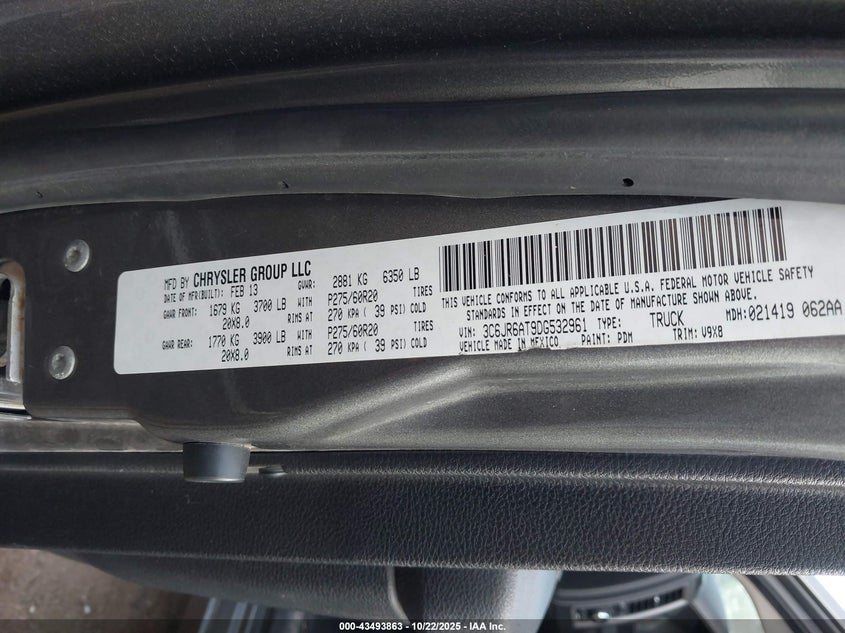 MFD BY CHRYSLER GROUP LLC
DATE OF MFR(BUILT): FEB 13 GVWR: 2881 KG 6350 LB
GAWR FRONT: 1679 KG 3700 LB WITH P275/60R20 TIRES
20X8.0 RIMS AT 270 KPA ( 39 PSI) COLD
GAWR REAR: 1770 KG 3900 LB WITH P275/60R20 TIRES
20X8.0 RIMS AT 270 KPA ( 39 PSI) COLD
THIS VEHICLE CONFORMS TO ALL APPLICABLE U.S.A. FEDERAL MOTOR VEHICLE SAFETY
STANDARDS IN EFFECT ON THE DATE OF MANUFACTURE SHOWN ABOVE.
VIN: 3C6JR6AT9DG532961 TYPE: TRUCK MDH:021419 062AA
VEHICLE MADE IN MEXICO PAINT: PDM TRIM: V9X8
000-43493863 - 10/22/2025 - IAA Inc.